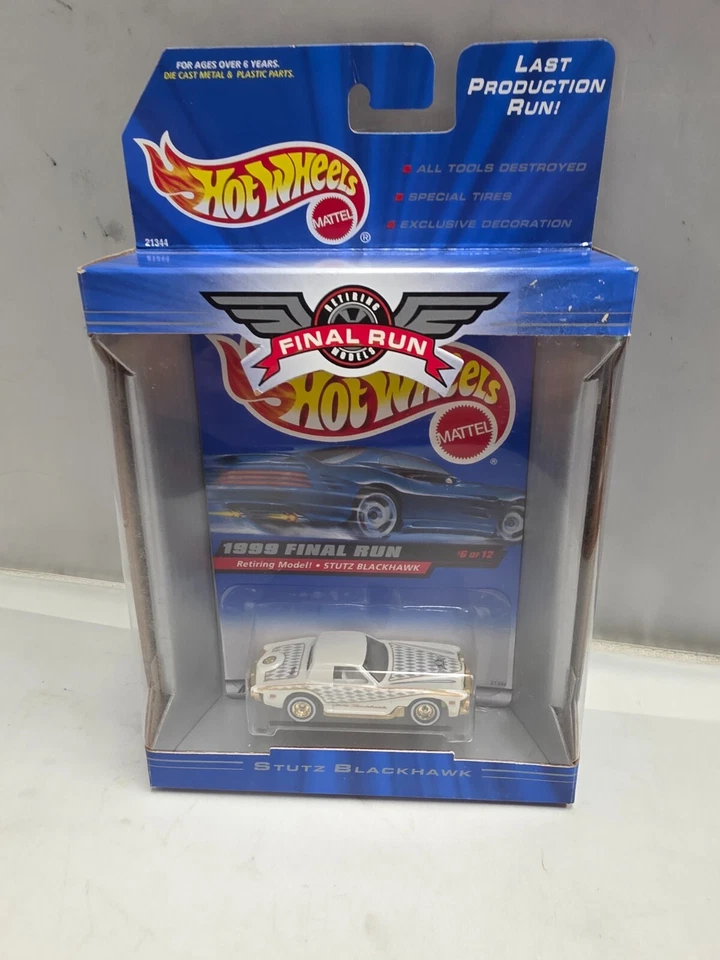 FOR AGES OVER 6 YEARS.
DIE CAST METAL & PLASTIC PARTS.
LAST
PRODUCTION
RUN!
HOT WHEELS
MATTEL
®
ALL TOOLS DESTROYED
SPECIAL TIRES
EXCLUSIVE DECORATION
21344
RETIRING
FINAL RUN
MODELS
HOT WHEELS
MATTEL
®
1999 FINAL RUN
#6 OF 12
Retiring Model! • STUTZ BLACKHAWK
21344
STUTZ BLACKHAWK